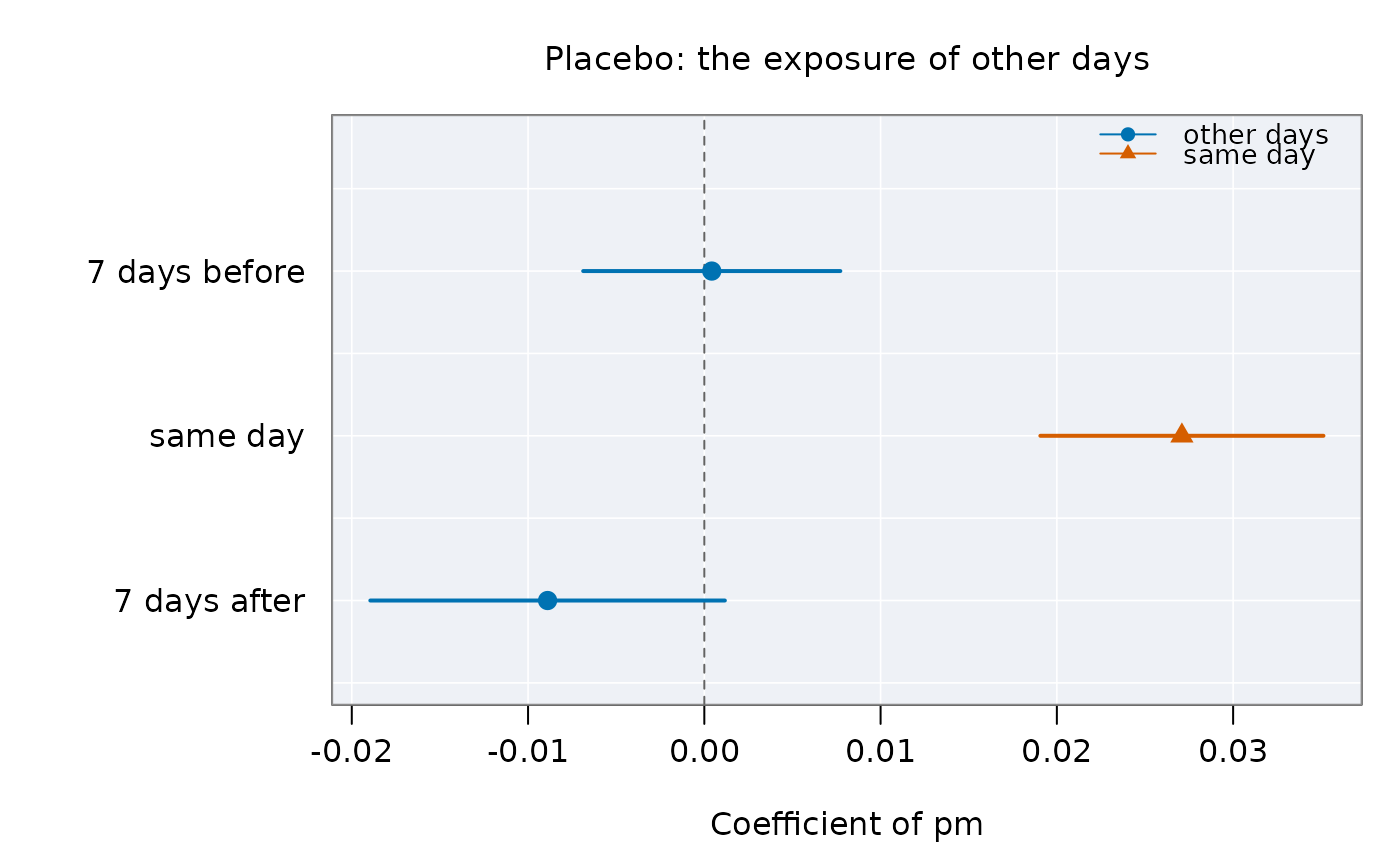 Placebo: the exposure of other days
other days
same day
7 days before
same day
7 days after
-0.02 -0.01 0.00 0.01 0.02 0.03
Coefficient of pm